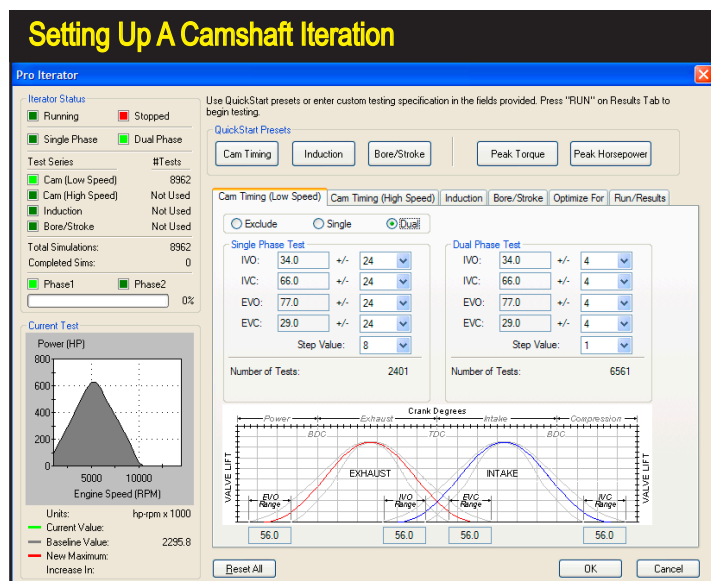 Setting Up A Camshaft Iteration
Pro Iterator
Iterator Status
Running Stopped
Single Phase Dual Phase
Test Series #Tests
Cam (Low Speed) 8962
Cam (High Speed) Not Used
Induction Not Used
Bore/Stroke Not Used
Total Simulations: 8962
Completed Sims: 0
Phase1 Phase2
0%
Current Test
Power (HP)
800
600
400
200
0
5000 10000
Engine Speed (RPM)
Units: hp-rpm x 1000
Current Value:
Baseline Value: 2295.8
New Maximum:
Increase In:
Use QuickStart presets or enter custom testing specification in the fields provided. Press "RUN" on Results Tab to
begin testing.
QuickStart Presets
Cam Timing Induction Bore/Stroke Peak Torque Peak Horsepower
Cam Timing (Low Speed) Cam Timing (High Speed) Induction Bore/Stroke Optimize For Run/Results
Exclude Single Dual
Single Phase Test
IVO: 34.0 +/- 24
IVC: 66.0 +/- 24
EVO: 77.0 +/- 24
EVC: 29.0 +/- 24
Step Value: 8
Number of Tests: 2401
Dual Phase Test
IVO: 34.0 +/- 4
IVC: 66.0 +/- 4
EVO: 77.0 +/- 4
EVC: 29.0 +/- 4
Step Value: 1
Number of Tests: 6561
Crank Degrees
Power Exhaust Intake Compression
BDC TDC BDC
VALVE LIFT EXHAUST INTAKE VALVE LIFT
EVO Range IVO Range EVC Range IVC Range
56.0 56.0 56.0 56.0
Reset All OK Cancel